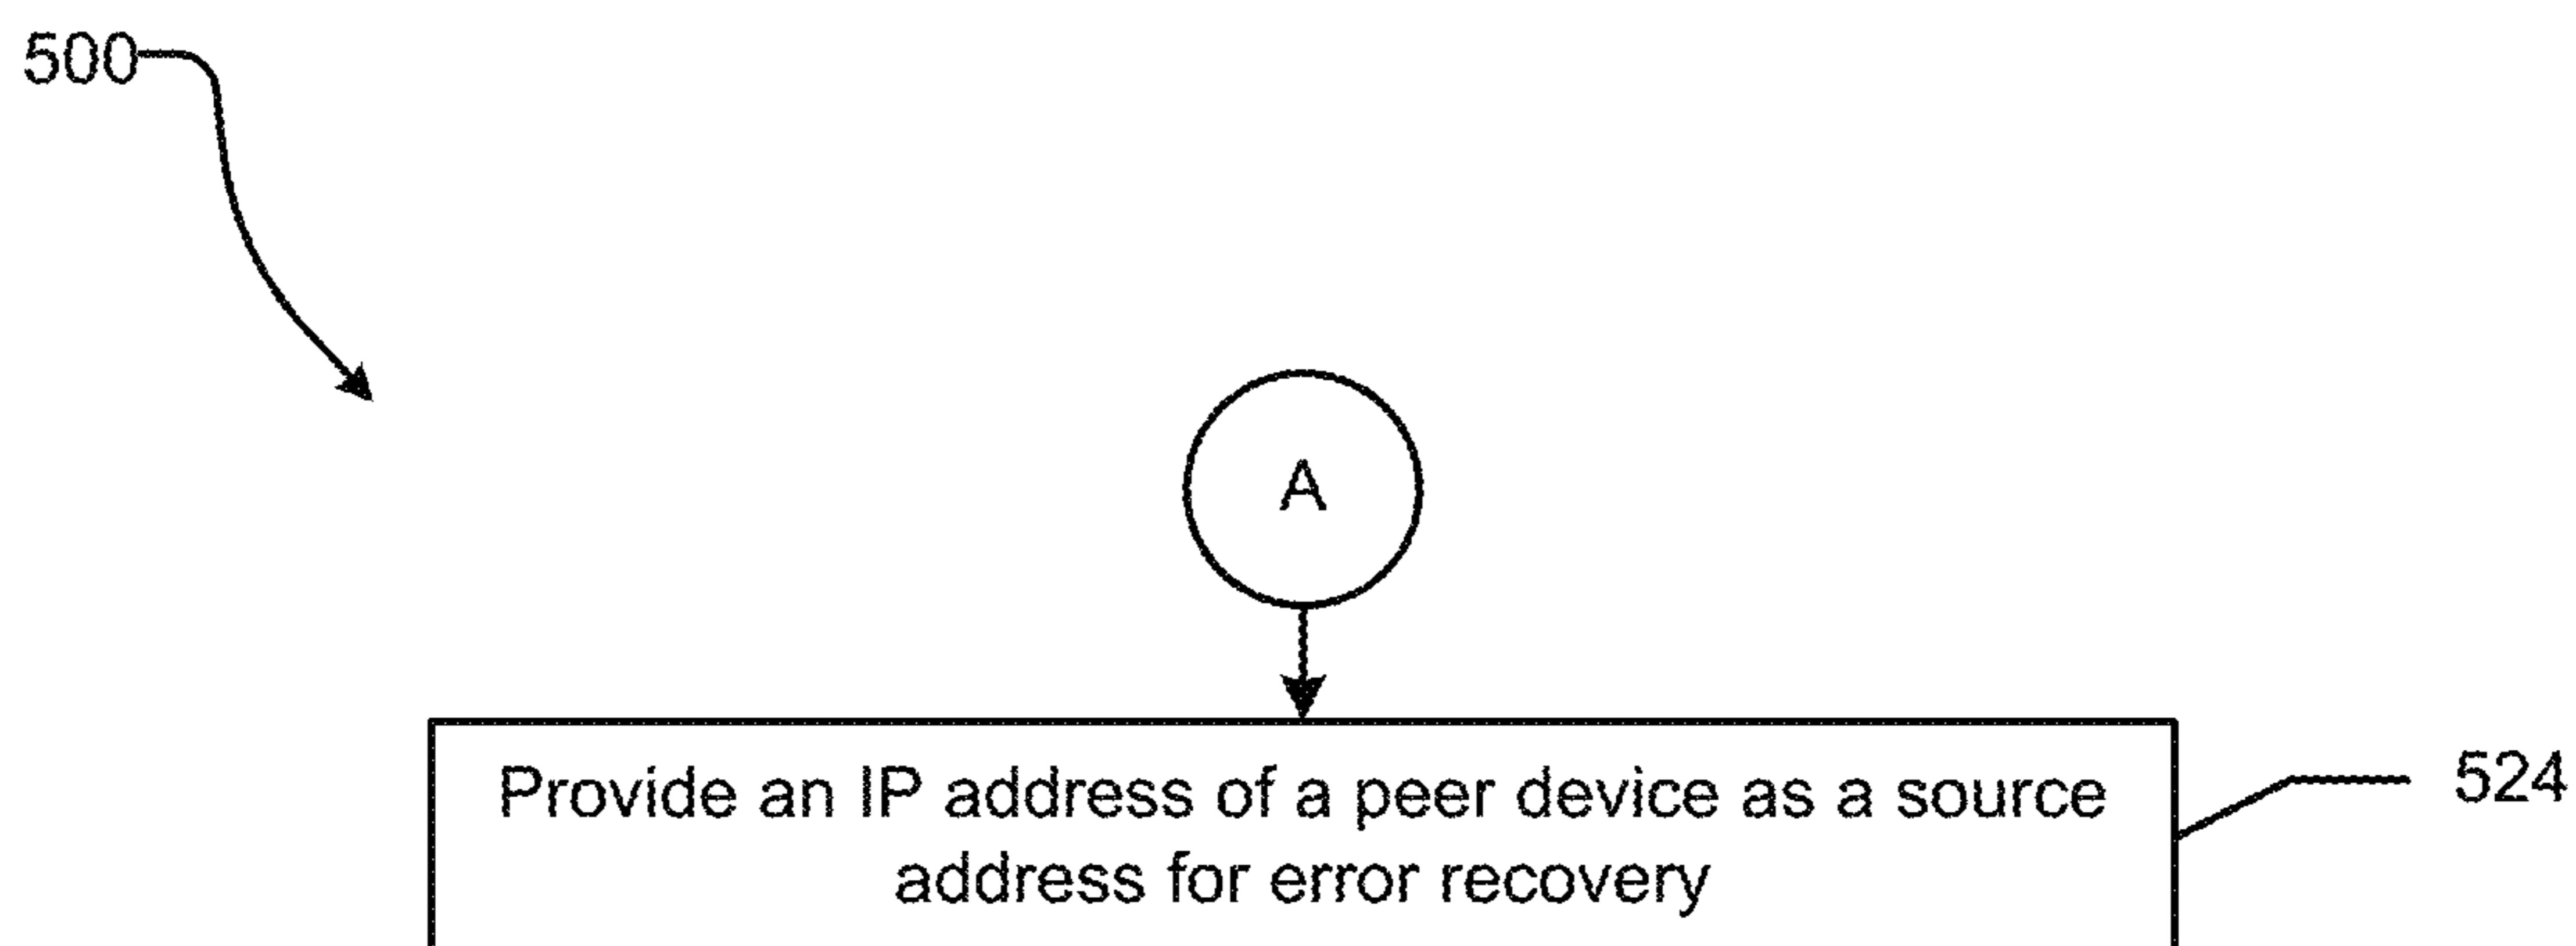 500
A
Provide an IP address of a peer device as a source
address for error recovery
524